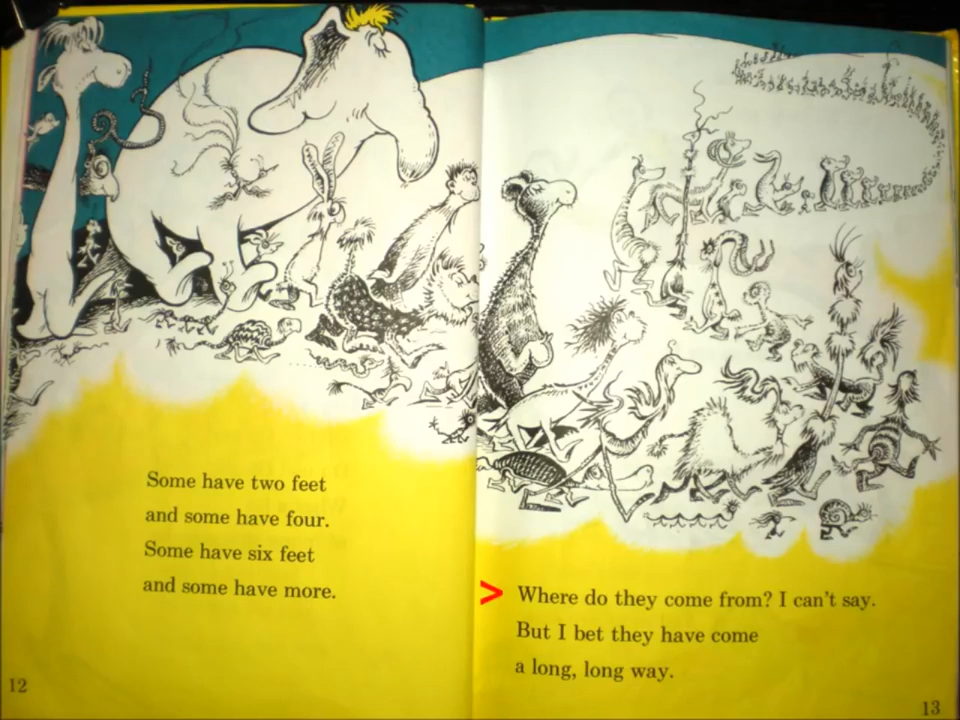 Some have two feet
and some have four.
Some have six feet
and some have more.
12
> Where do they come from? I can't say.
But I bet they have come
a long, long way.
13